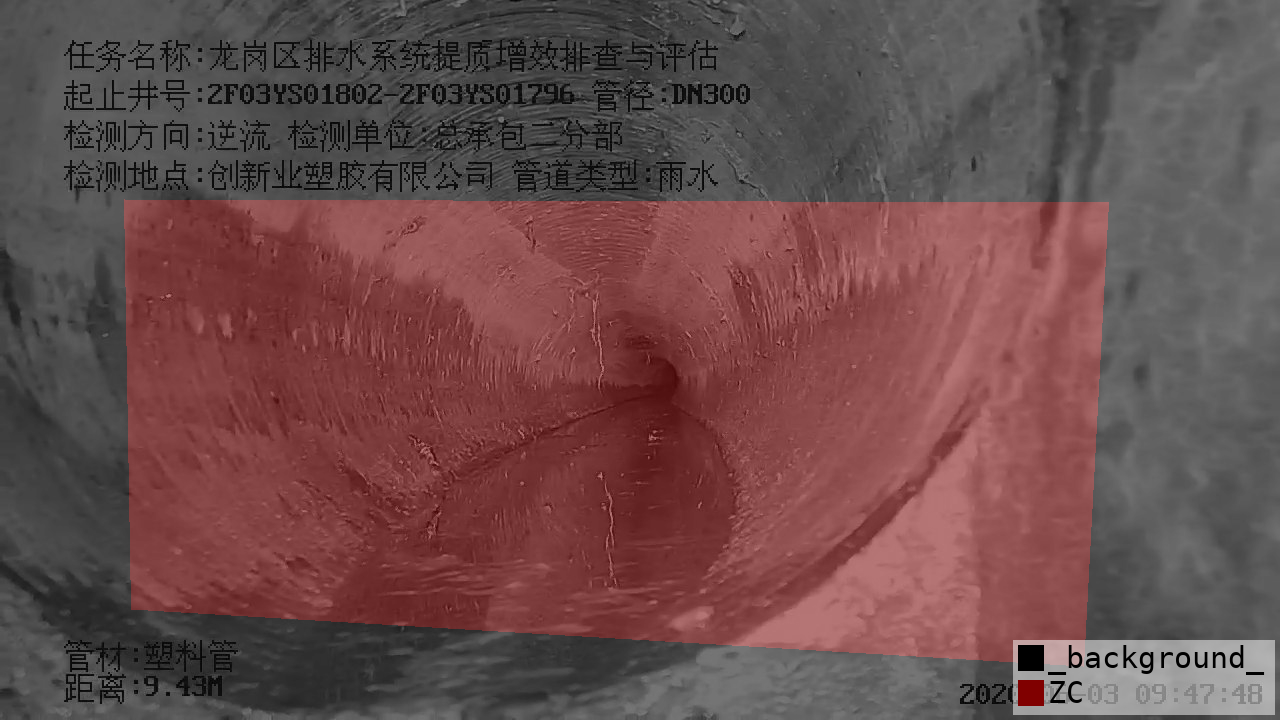 任务名称:龙岗区排水系统提质增效排查与评估
起止井号:2F03YS01802-2F03YS01796 管径:DN300
检测方向:逆流 检测单位:总承包二分部
检测地点:创新业塑胶有限公司 管道类型:雨水
管材:塑料管
距离:9.43M
_background_
ZC
03 09:47:48